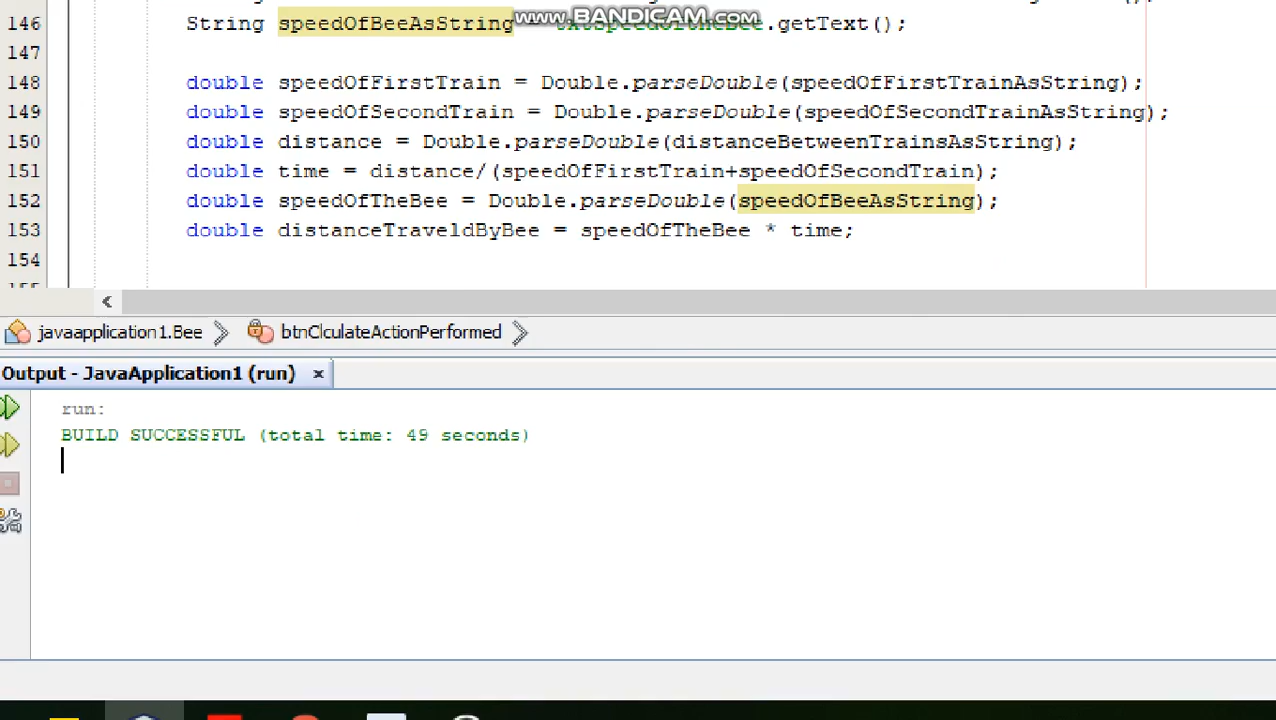 www.BANDICAM.com
146 String speedOfBeeAsString = txtSpeedOftheBee.getText();
147
148 double speedOfFirstTrain = Double.parseDouble(speedOfFirstTrainAsString);
149 double speedOfSecondTrain = Double.parseDouble(speedOfSecondTrainAsString);
150 double distance = Double.parseDouble(distanceBetweenTrainsAsString);
151 double time = distance/(speedOfFirstTrain+speedOfSecondTrain);
152 double speedOfTheBee = Double.parseDouble(speedOfBeeAsString);
153 double distanceTraveldByBee = speedOfTheBee * time;
154
javaapplication1.Bee btnClculateActionPerformed
Output - JavaApplication1 (run) ×
run:
BUILD SUCCESSFUL (total time: 49 seconds)